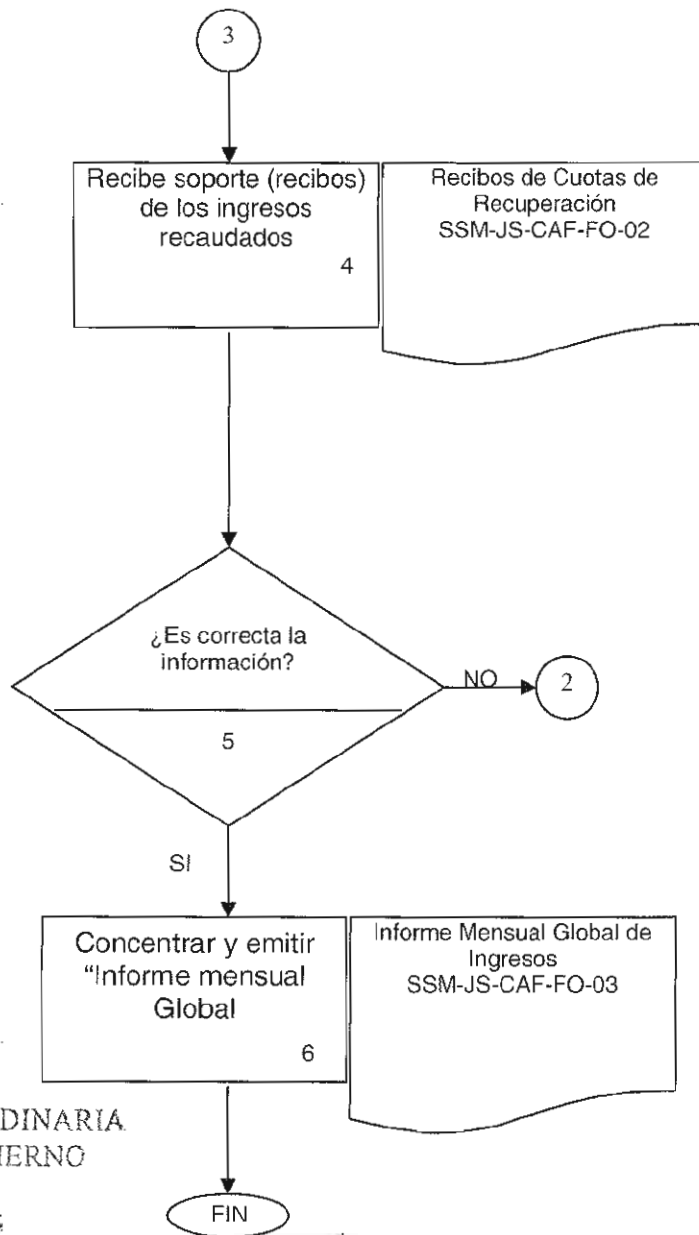 3
Recibe soporte (recibos)
de los ingresos
recaudados
4
Recibos de Cuotas de
Recuperación
SSM-JS-CAF-FO-02
¿Es correcta la
información?
5
NO
2
SI
Concentrar y emitir
“Informe mensual
Global
6
Informe Mensual Global de
Ingresos
SSM-JS-CAF-FO-03
DINARIA
IERNO
FIN